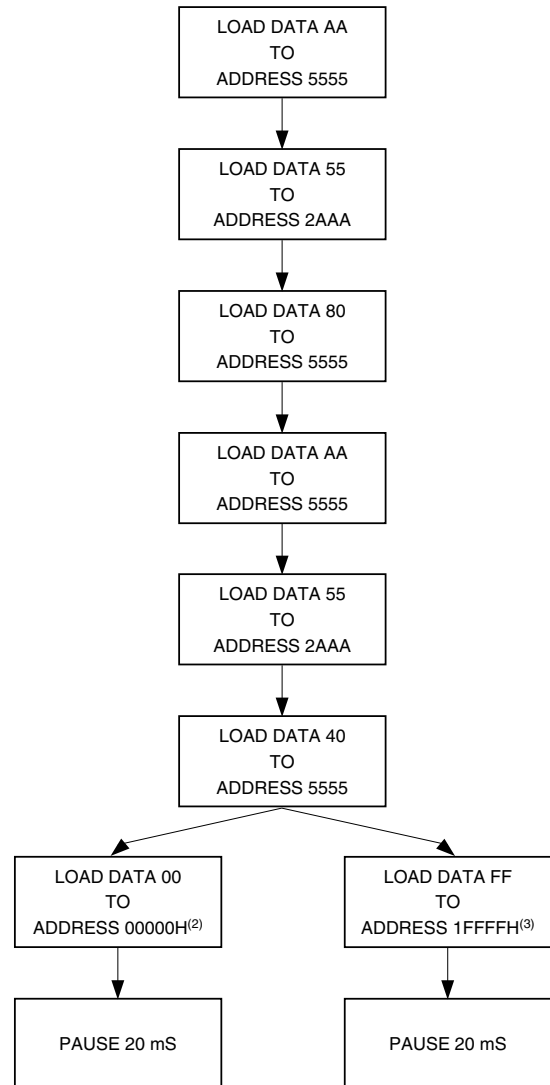 LOAD DATA AA
TO
ADDRESS 5555
LOAD DATA 55
TO
ADDRESS 2AAA
LOAD DATA 80
TO
ADDRESS 5555
LOAD DATA AA
TO
ADDRESS 5555
LOAD DATA 55
TO
ADDRESS 2AAA
LOAD DATA 40
TO
ADDRESS 5555
LOAD DATA 00
TO
ADDRESS 00000H(2)
PAUSE 20 mS
LOAD DATA FF
TO
ADDRESS 1FFFFH(3)
PAUSE 20 mS